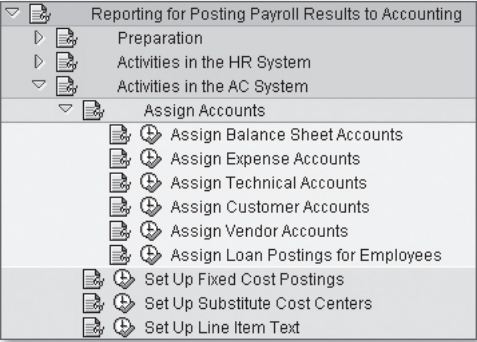 Reporting for Posting Payroll Results to Accounting
Preparation
Activities in the HR System
Activities in the AC System
Assign Accounts
Assign Balance Sheet Accounts
Assign Expense Accounts
Assign Technical Accounts
Assign Customer Accounts
Assign Vendor Accounts
Assign Loan Postings for Employees
Set Up Fixed Cost Postings
Set Up Substitute Cost Centers
Set Up Line Item Text